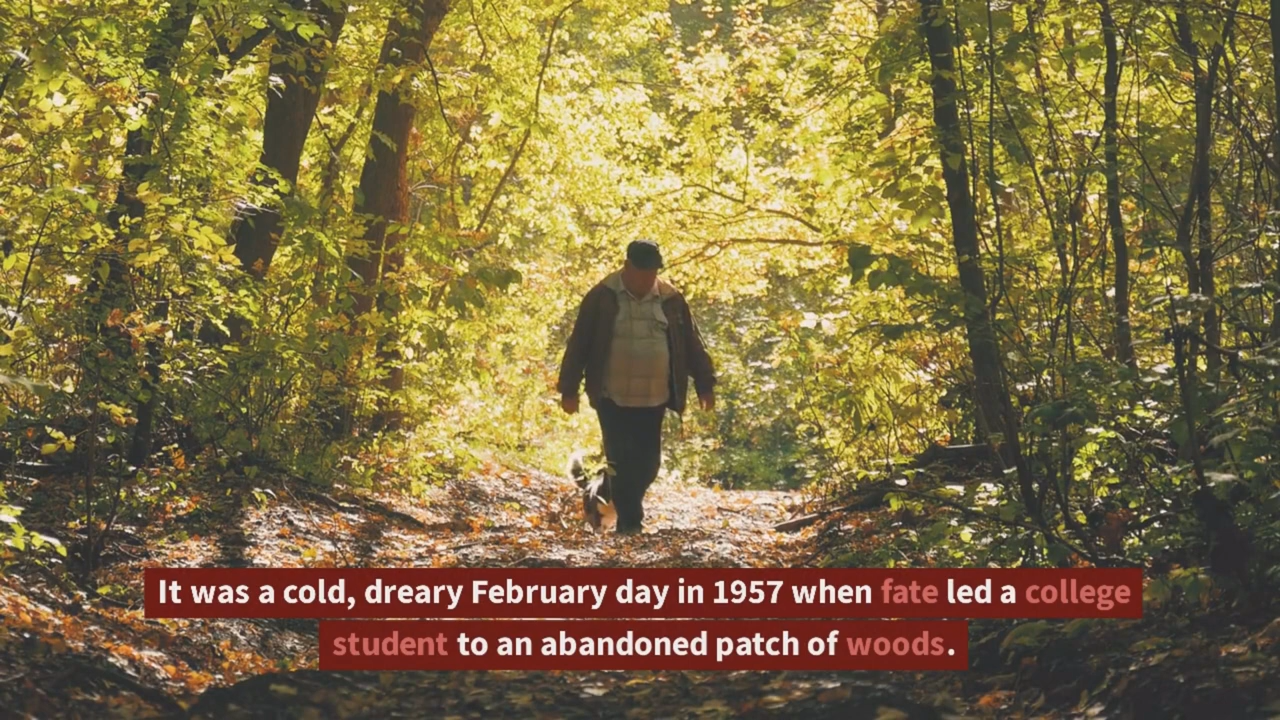 It was a cold, dreary February day in 1957 when fate led a college
student to an abandoned patch of woods.